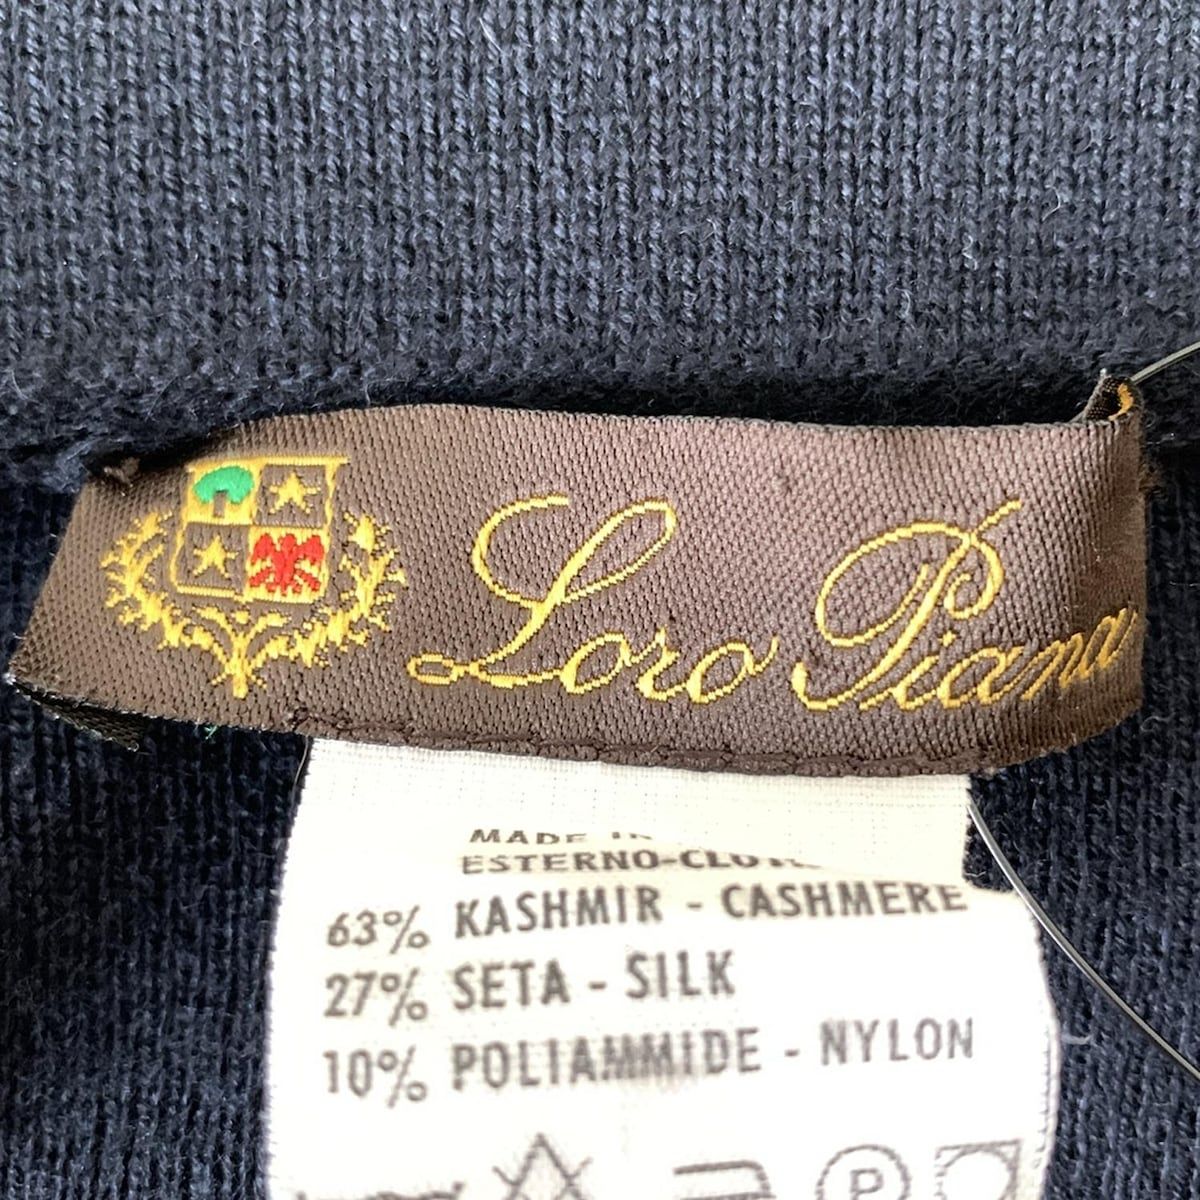 Loro Piana
MADE IN
ESTERNO-CLOTH
63% KASHMIR - CASHMERE
27% SETA - SILK
10% POLIAMMIDE - NYLON
P